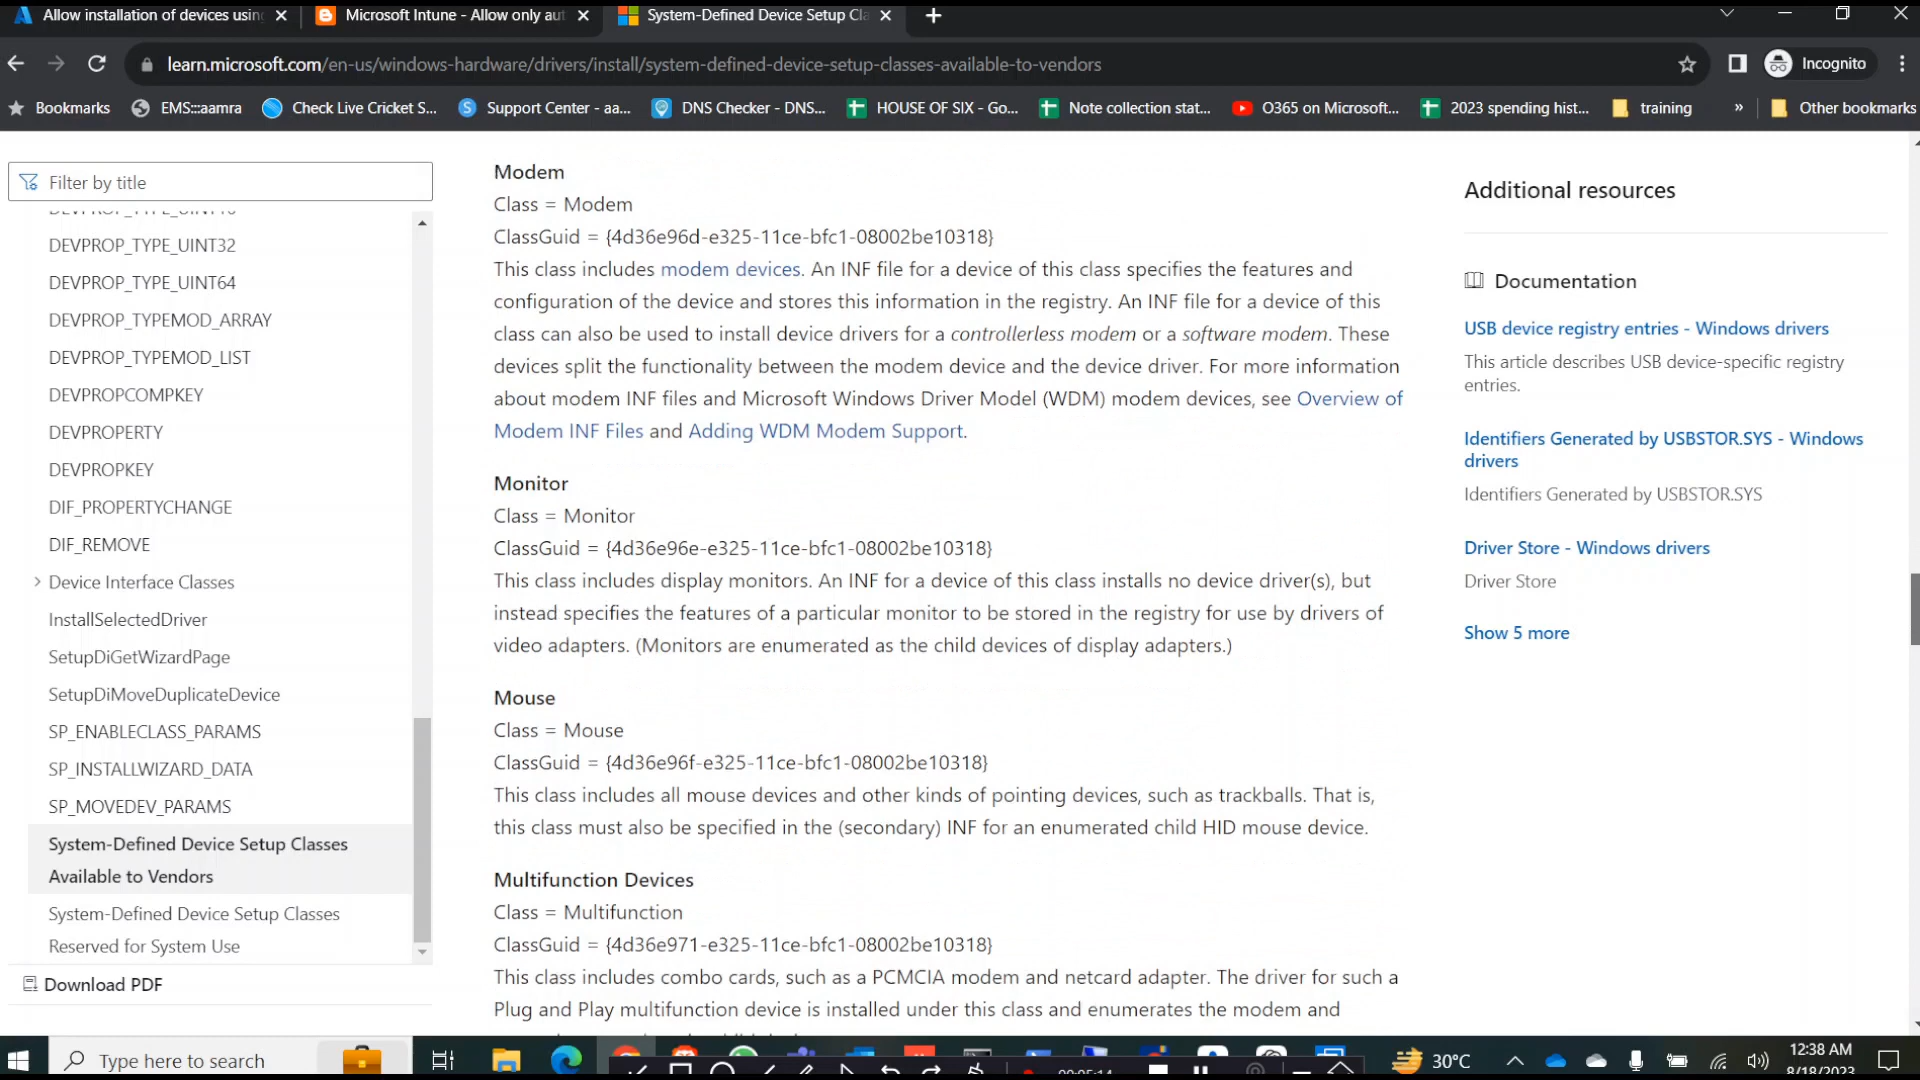 Allow installation of devices using
Microsoft Intune - Allow only aut
System-Defined Device Setup Cla
learn.microsoft.com/en-us/windows-hardware/drivers/install/system-defined-device-setup-classes-available-to-vendors
Incognito
Bookmarks
EMS:::aamra
Check Live Cricket S...
Support Center - aa...
DNS Checker - DNS...
HOUSE OF SIX - Go...
Note collection stat...
O365 on Microsoft...
2023 spending hist...
training
»
Other bookmarks
Filter by title
DEVPROP_TYPE_UINT32
DEVPROP_TYPE_UINT64
DEVPROP_TYPEMOD_ARRAY
DEVPROP_TYPEMOD_LIST
DEVPROPCOMPKEY
DEVPROPERTY
DEVPROPKEY
DIF_PROPERTYCHANGE
DIF_REMOVE
Device Interface Classes
InstallSelectedDriver
SetupDiGetWizardPage
SetupDiMoveDuplicateDevice
SP_ENABLECLASS_PARAMS
SP_INSTALLWIZARD_DATA
SP_MOVEDEV_PARAMS
System-Defined Device Setup Classes
Available to Vendors
System-Defined Device Setup Classes
Reserved for System Use
Download PDF
Modem
Class = Modem
ClassGuid = {4d36e96d-e325-11ce-bfc1-08002be10318}
This class includes modem devices. An INF file for a device of this class specifies the features and
configuration of the device and stores this information in the registry. An INF file for a device of this
class can also be used to install device drivers for a controllerless modem or a software modem. These
devices split the functionality between the modem device and the device driver. For more information
about modem INF files and Microsoft Windows Driver Model (WDM) modem devices, see Overview of
Modem INF Files and Adding WDM Modem Support.
Monitor
Class = Monitor
ClassGuid = {4d36e96e-e325-11ce-bfc1-08002be10318}
This class includes display monitors. An INF for a device of this class installs no device driver(s), but
instead specifies the features of a particular monitor to be stored in the registry for use by drivers of
video adapters. (Monitors are enumerated as the child devices of display adapters.)
Mouse
Class = Mouse
ClassGuid = {4d36e96f-e325-11ce-bfc1-08002be10318}
This class includes all mouse devices and other kinds of pointing devices, such as trackballs. That is,
this class must also be specified in the (secondary) INF for an enumerated child HID mouse device.
Multifunction Devices
Class = Multifunction
ClassGuid = {4d36e971-e325-11ce-bfc1-08002be10318}
This class includes combo cards, such as a PCMCIA modem and netcard adapter. The driver for such a
Plug and Play multifunction device is installed under this class and enumerates the modem and
Additional resources
Documentation
USB device registry entries - Windows drivers
This article describes USB device-specific registry
entries.
Identifiers Generated by USBSTOR.SYS - Windows
drivers
Identifiers Generated by USBSTOR.SYS
Driver Store - Windows drivers
Driver Store
Show 5 more
Type here to search
30°C
12:38 AM
8/18/2023